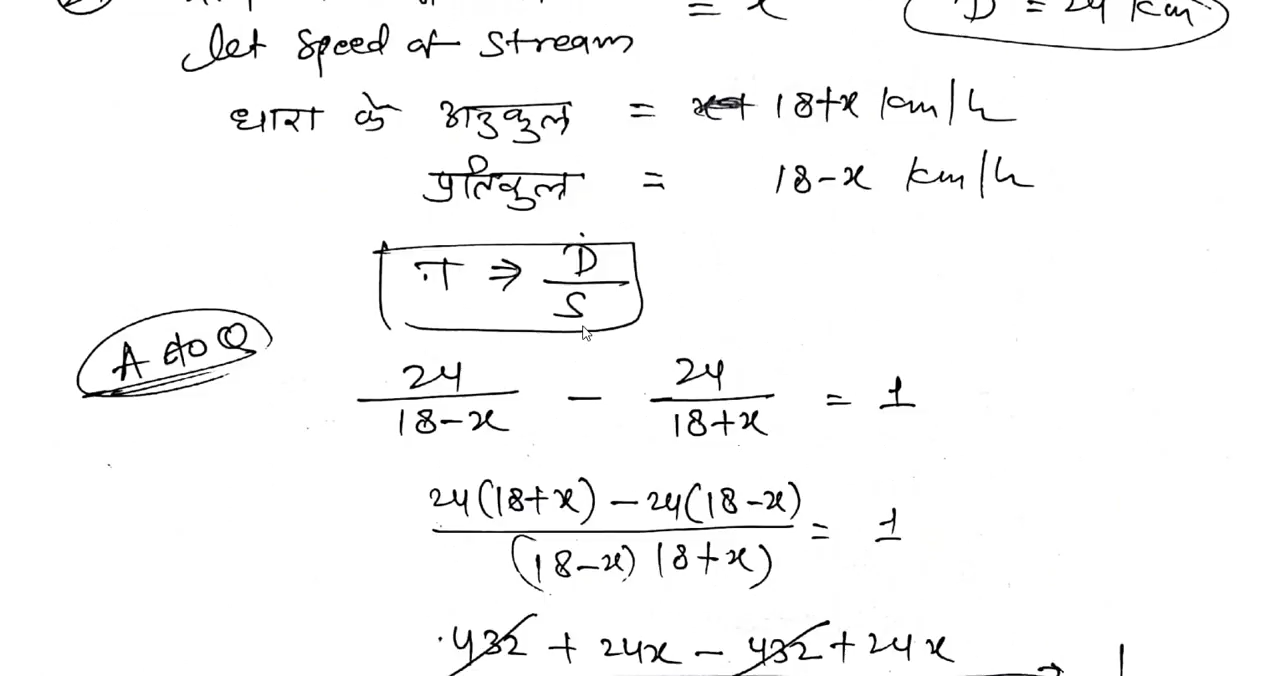 = x
D = 24 km
let speed of stream
धारा के अनुकुल = 18+x km/h
प्रतिकुल = 18-x km/h
T ⇒ D/S
A to Q
24/(18-x) - 24/(18+x) = 1
24(18+x) - 24(18-x)/(18-x) 18+x) = 1
432 + 24x - 432 + 24x